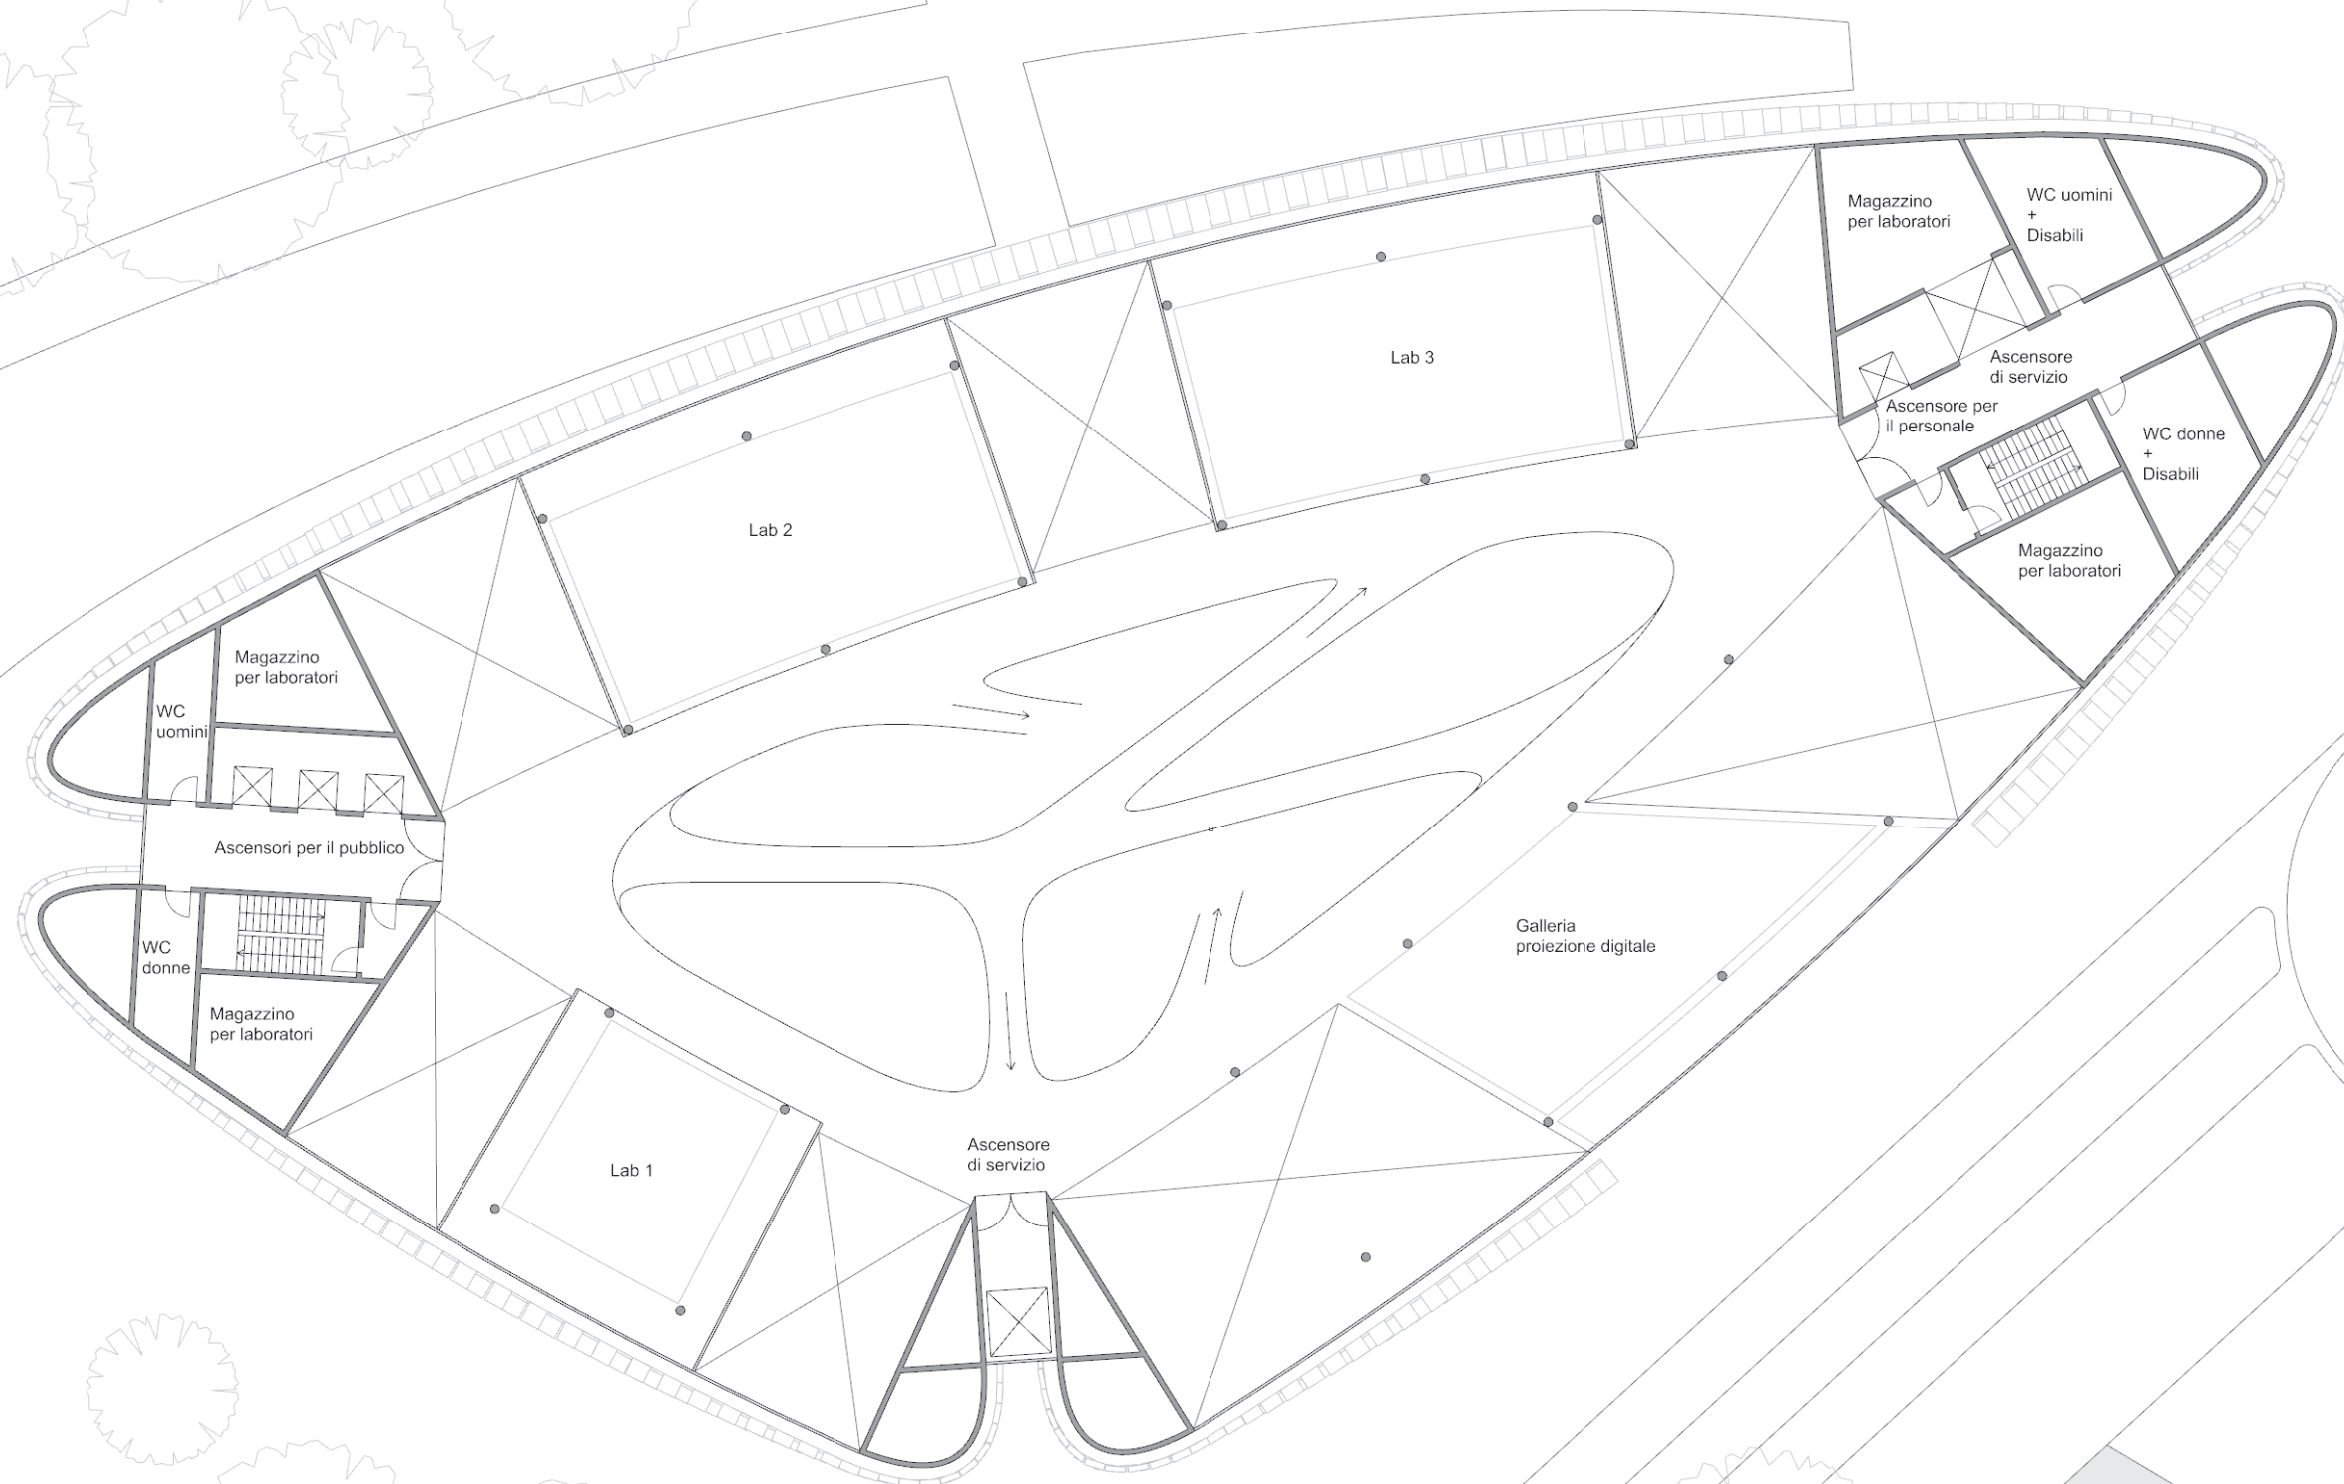 Magazzino
per laboratori
WC uomini
+
Disabili
Lab 3
Ascensore
di servizio
Ascensore per
il personale
WC donne
+
Disabili
Lab 2
Magazzino
per laboratori
Magazzino
per laboratori
WC
uomini
Ascensori per il pubblico
Galleria
proiezione digitale
WC
donne
Magazzino
per laboratori
Ascensore
di servizio
Lab 1